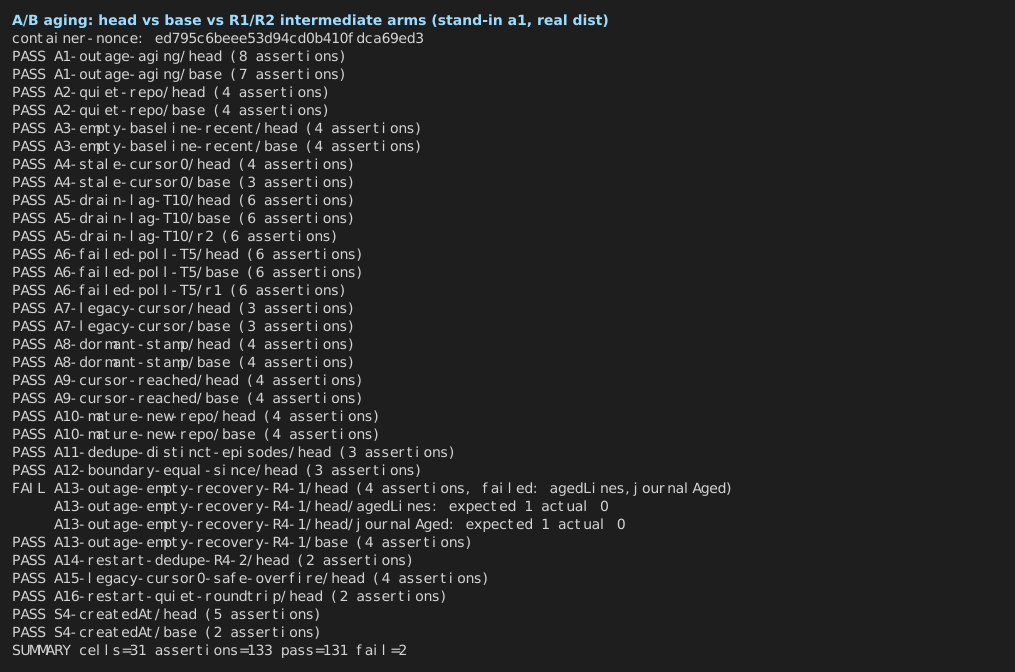 A/B aging: head vs base vs R1/R2 intermediate arms (stand-in a1, real dist)
container-nonce: ed795c6beee53d94cd0b410fdca69ed3
PASS A1-outage-aging/head (8 assertions)
PASS A1-outage-aging/base (7 assertions)
PASS A2-quiet-repo/head (4 assertions)
PASS A2-quiet-repo/base (4 assertions)
PASS A3-empty-baseline-recent/head (4 assertions)
PASS A3-empty-baseline-recent/base (4 assertions)
PASS A4-stale-cursor0/head (4 assertions)
PASS A4-stale-cursor0/base (3 assertions)
PASS A5-drain-lag-T10/head (6 assertions)
PASS A5-drain-lag-T10/base (6 assertions)
PASS A5-drain-lag-T10/r2 (6 assertions)
PASS A6-failed-poll-T5/head (6 assertions)
PASS A6-failed-poll-T5/base (6 assertions)
PASS A6-failed-poll-T5/r1 (6 assertions)
PASS A7-legacy-cursor/head (3 assertions)
PASS A7-legacy-cursor/base (3 assertions)
PASS A8-dormant-stamp/head (4 assertions)
PASS A8-dormant-stamp/base (4 assertions)
PASS A9-cursor-reached/head (4 assertions)
PASS A9-cursor-reached/base (4 assertions)
PASS A10-mature-new-repo/head (4 assertions)
PASS A10-mature-new-repo/base (4 assertions)
PASS A11-dedupe-distinct-episodes/head (3 assertions)
PASS A12-boundary-equal-since/head (3 assertions)
FAIL A13-outage-empty-recovery-R4-1/head (4 assertions, failed: agedLines,journalAged)
A13-outage-empty-recovery-R4-1/head/agedLines: expected 1 actual 0
A13-outage-empty-recovery-R4-1/head/journalAged: expected 1 actual 0
PASS A13-outage-empty-recovery-R4-1/base (4 assertions)
PASS A14-restart-dedupe-R4-2/head (2 assertions)
PASS A15-legacy-cursor0-safe-overfire/head (4 assertions)
PASS A16-restart-quiet-roundtrip/head (2 assertions)
PASS S4-createdAt/head (5 assertions)
PASS S4-createdAt/base (2 assertions)
SUMMARY cells=31 assertions=133 pass=131 fail=2